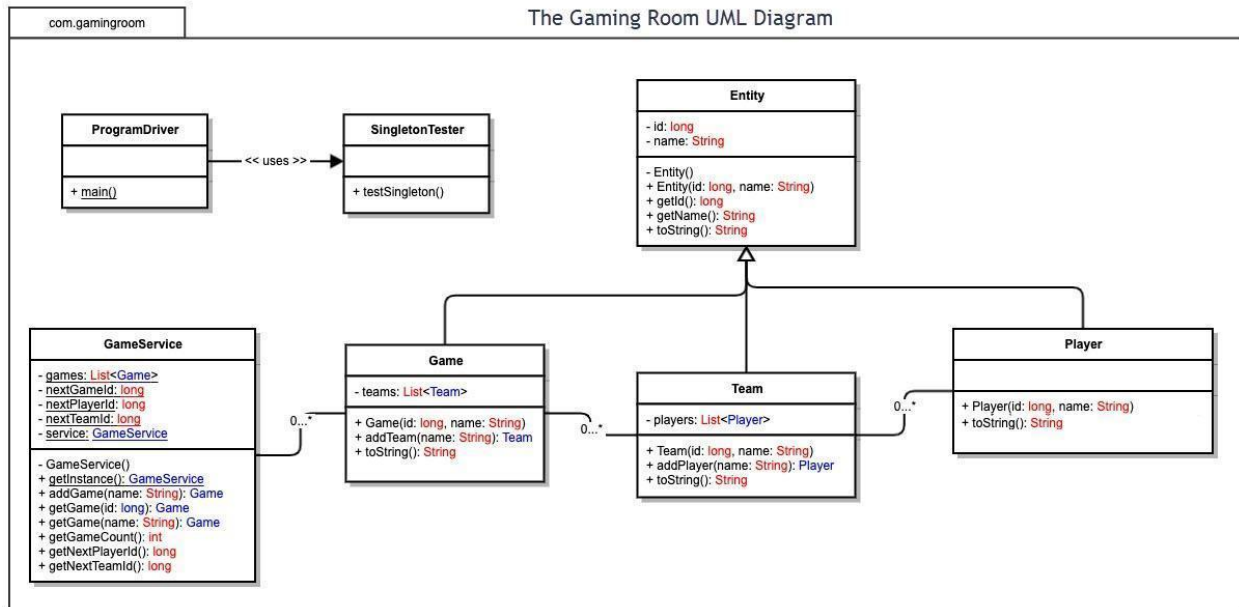 com.gamingroom
The Gaming Room UML Diagram
ProgramDriver
+ main()
<< uses >>
SingletonTester
+ testSingleton()
Entity
- id: long
- name: String
- Entity()
+ Entity(id: long, name: String)
+ getId(): long
+ getName(): String
+ toString(): String
GameService
- games: List<Game>
- nextGameId: long
- nextPlayerId: long
- nextTeamId: long
- service: GameService
- GameService()
+ getInstance(): GameService
+ addGame(name: String): Game
+ getGame(id: long): Game
+ getGame(name: String): Game
+ getGameCount(): int
+ getNextPlayerId(): long
+ getNextTeamId(): long
0...*
Game
- teams: List<Team>
+ Game(id: long, name: String)
+ addTeam(name: String): Team
+ toString(): String
0...*
Team
- players: List<Player>
+ Team(id: long, name: String)
+ addPlayer(name: String): Player
+ toString(): String
0...*
Player
+ Player(id: long, name: String)
+ toString(): String